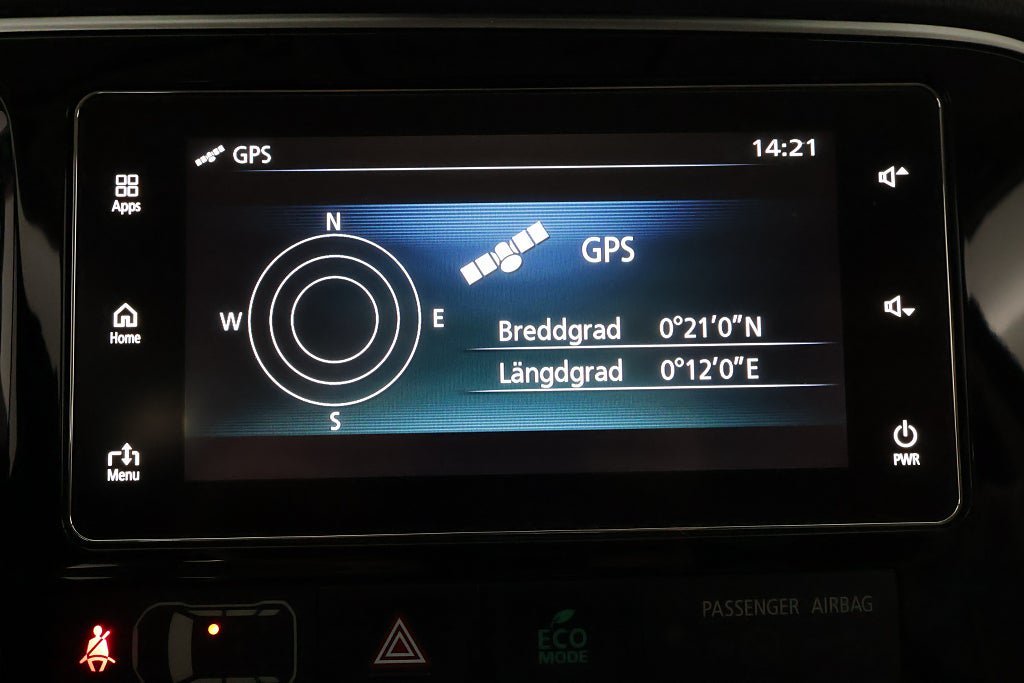 GPS 14:21
Apps
Home
Menu
N
W E
S
GPS
Breddgrad 0°21'0"N
Längdgrad 0°12'0"E
PWR
PASSENGER AIRBAG
ECO
MODE